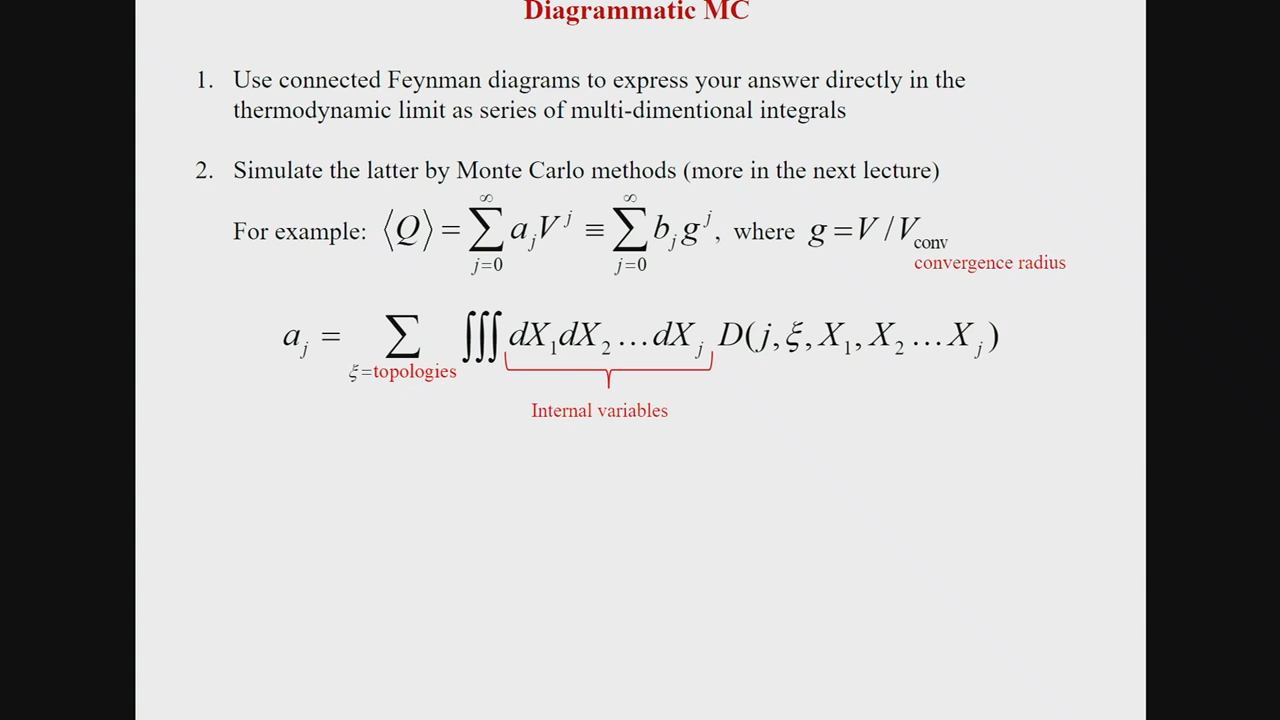 Diagrammatic MC
1. Use connected Feynman diagrams to express your answer directly in the
thermodynamic limit as series of multi-dimentional integrals
2. Simulate the latter by Monte Carlo methods (more in the next lecture)
For example: ⟨Q⟩ = ∑_{j=0}^{∞} a_j V^j ≡ ∑_{j=0}^{∞} b_j g^j, where g = V / V_conv
convergence radius
a_j = ∑_{ξ=topologies} ∫∫∫ dX_1 dX_2 … dX_j D(j, ξ, X_1, X_2 … X_j)
Internal variables